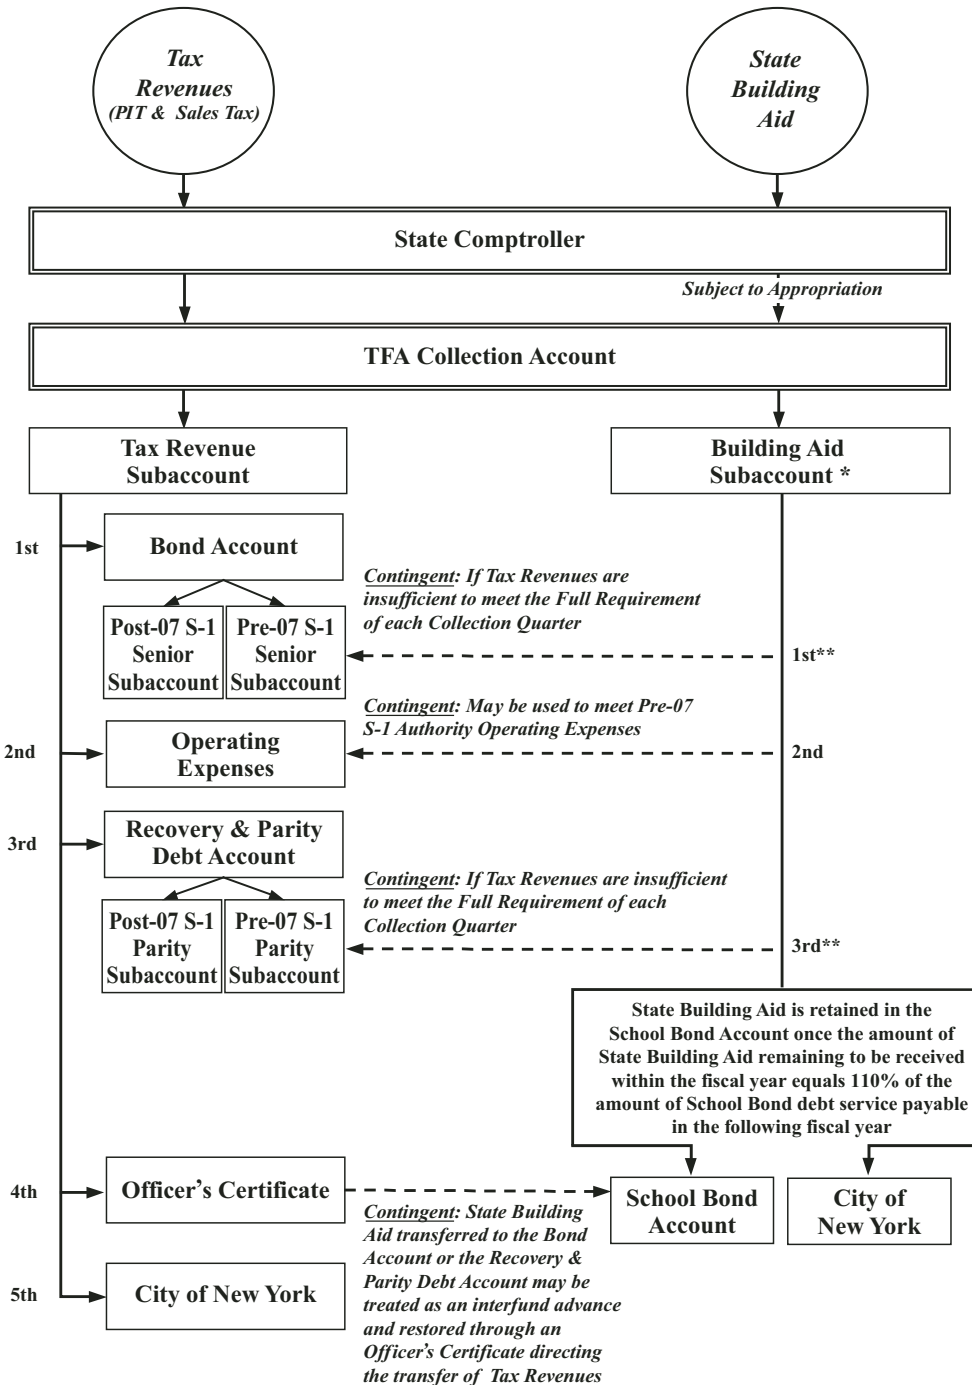 Tax
Revenues
(PIT & Sales Tax)
State
Building
Aid
State Comptroller
Subject to Appropriation
TFA Collection Account
Tax Revenue
Subaccount
Building Aid
Subaccount *
1st
Bond Account
Contingent: If Tax Revenues are
insufficient to meet the Full Requirement
of each Collection Quarter
Post-07 S-1
Senior
Subaccount
Pre-07 S-1
Senior
Subaccount
1st**
Contingent: May be used to meet Pre-07
S-1 Authority Operating Expenses
2nd
Operating
Expenses
2nd
3rd
Recovery & Parity
Debt Account
Contingent: If Tax Revenues are insufficient
to meet the Full Requirement of each
Collection Quarter
Post-07 S-1
Parity
Subaccount
Pre-07 S-1
Parity
Subaccount
3rd**
State Building Aid is retained in the
School Bond Account once the amount of
State Building Aid remaining to be received
within the fiscal year equals 110% of the
amount of School Bond debt service payable
in the following fiscal year
4th
Officer's Certificate
School Bond
Account
City of
New York
Contingent: State Building
Aid transferred to the Bond
Account or the Recovery &
Parity Debt Account may be
treated as an interfund advance
and restored through an
Officer's Certificate directing
the transfer of Tax Revenues
5th
City of New York